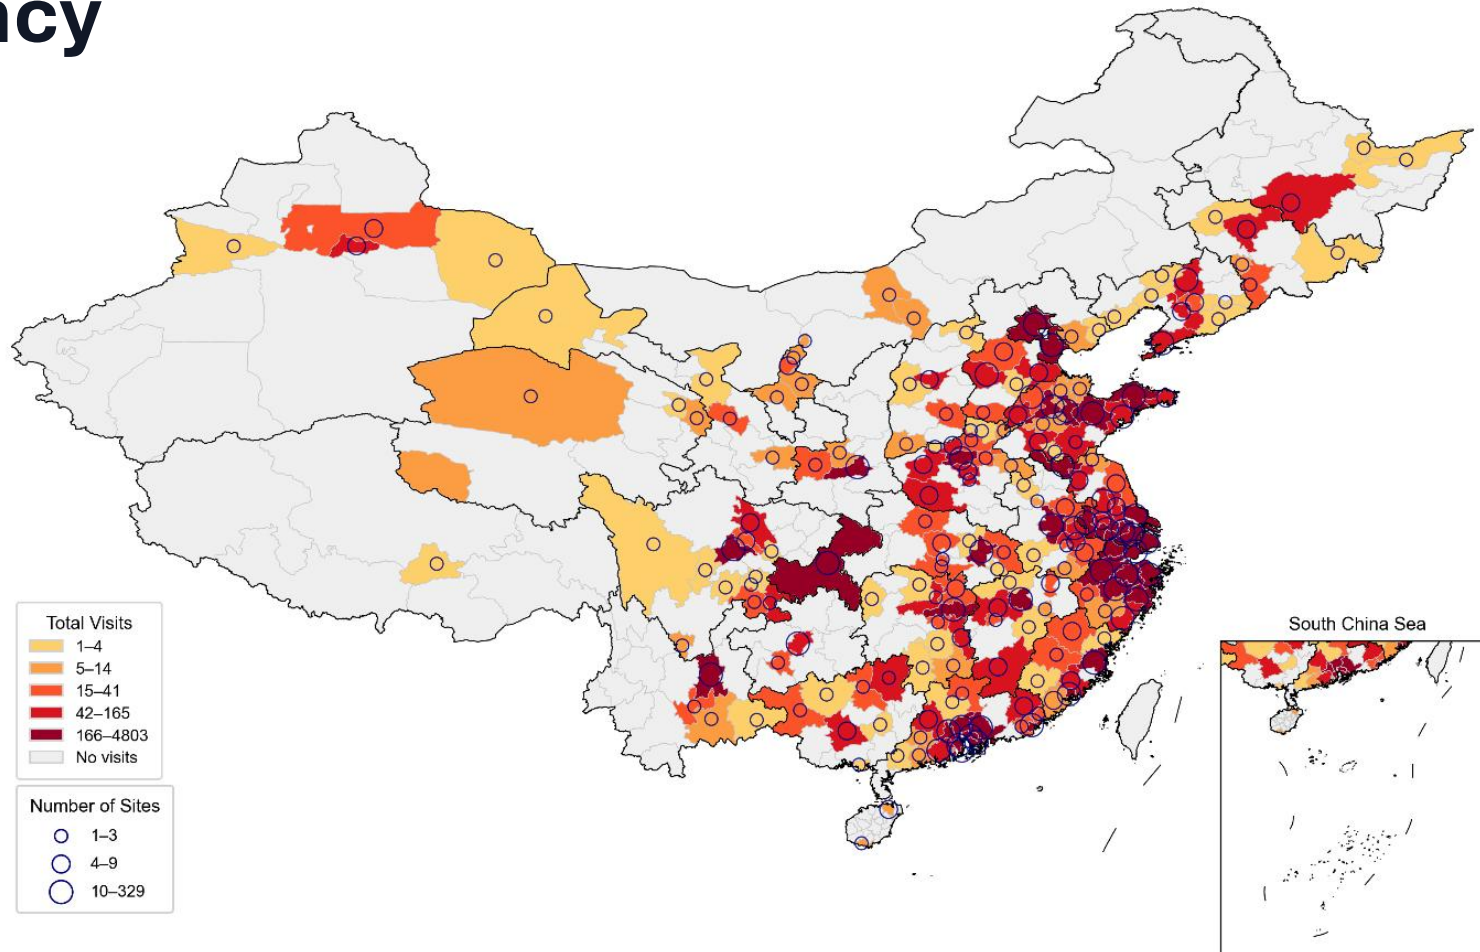 ncy
South China Sea
Total Visits
1–4
5–14
15–41
42–165
166–4803
No visits
Number of Sites
1–3
4–9
10–329